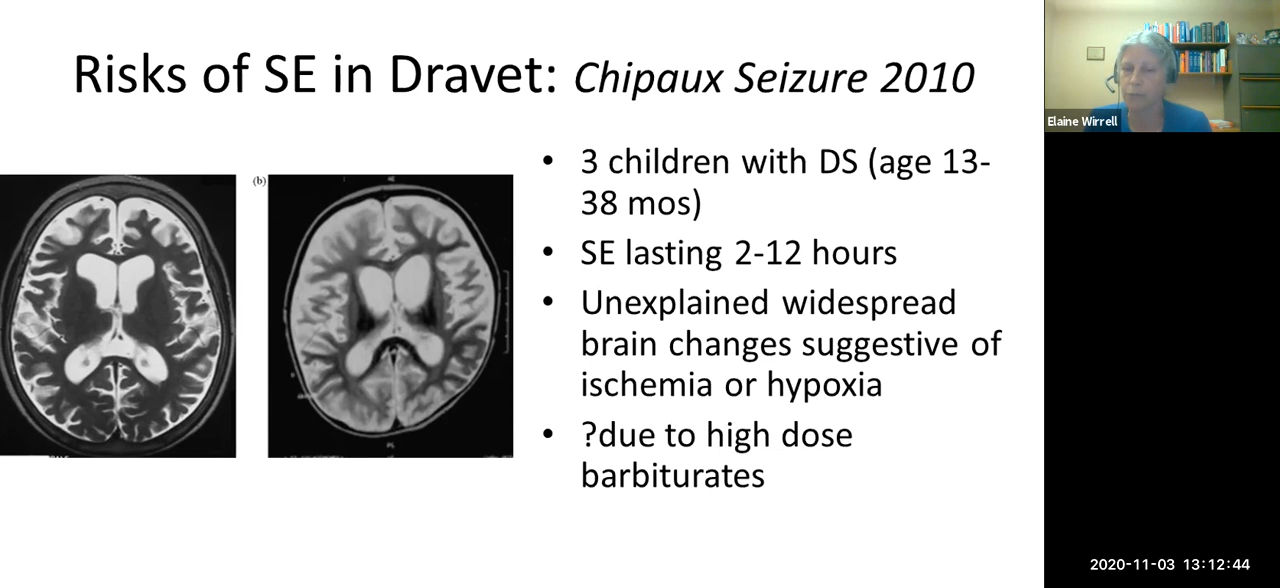 Risks of SE in Dravet: Chipaux Seizure 2010
Elaine Wirrell
(b)
• 3 children with DS (age 13-
38 mos)
• SE lasting 2-12 hours
• Unexplained widespread
brain changes suggestive of
ischemia or hypoxia
• ?due to high dose
barbiturates
2020-11-03 13:12:44